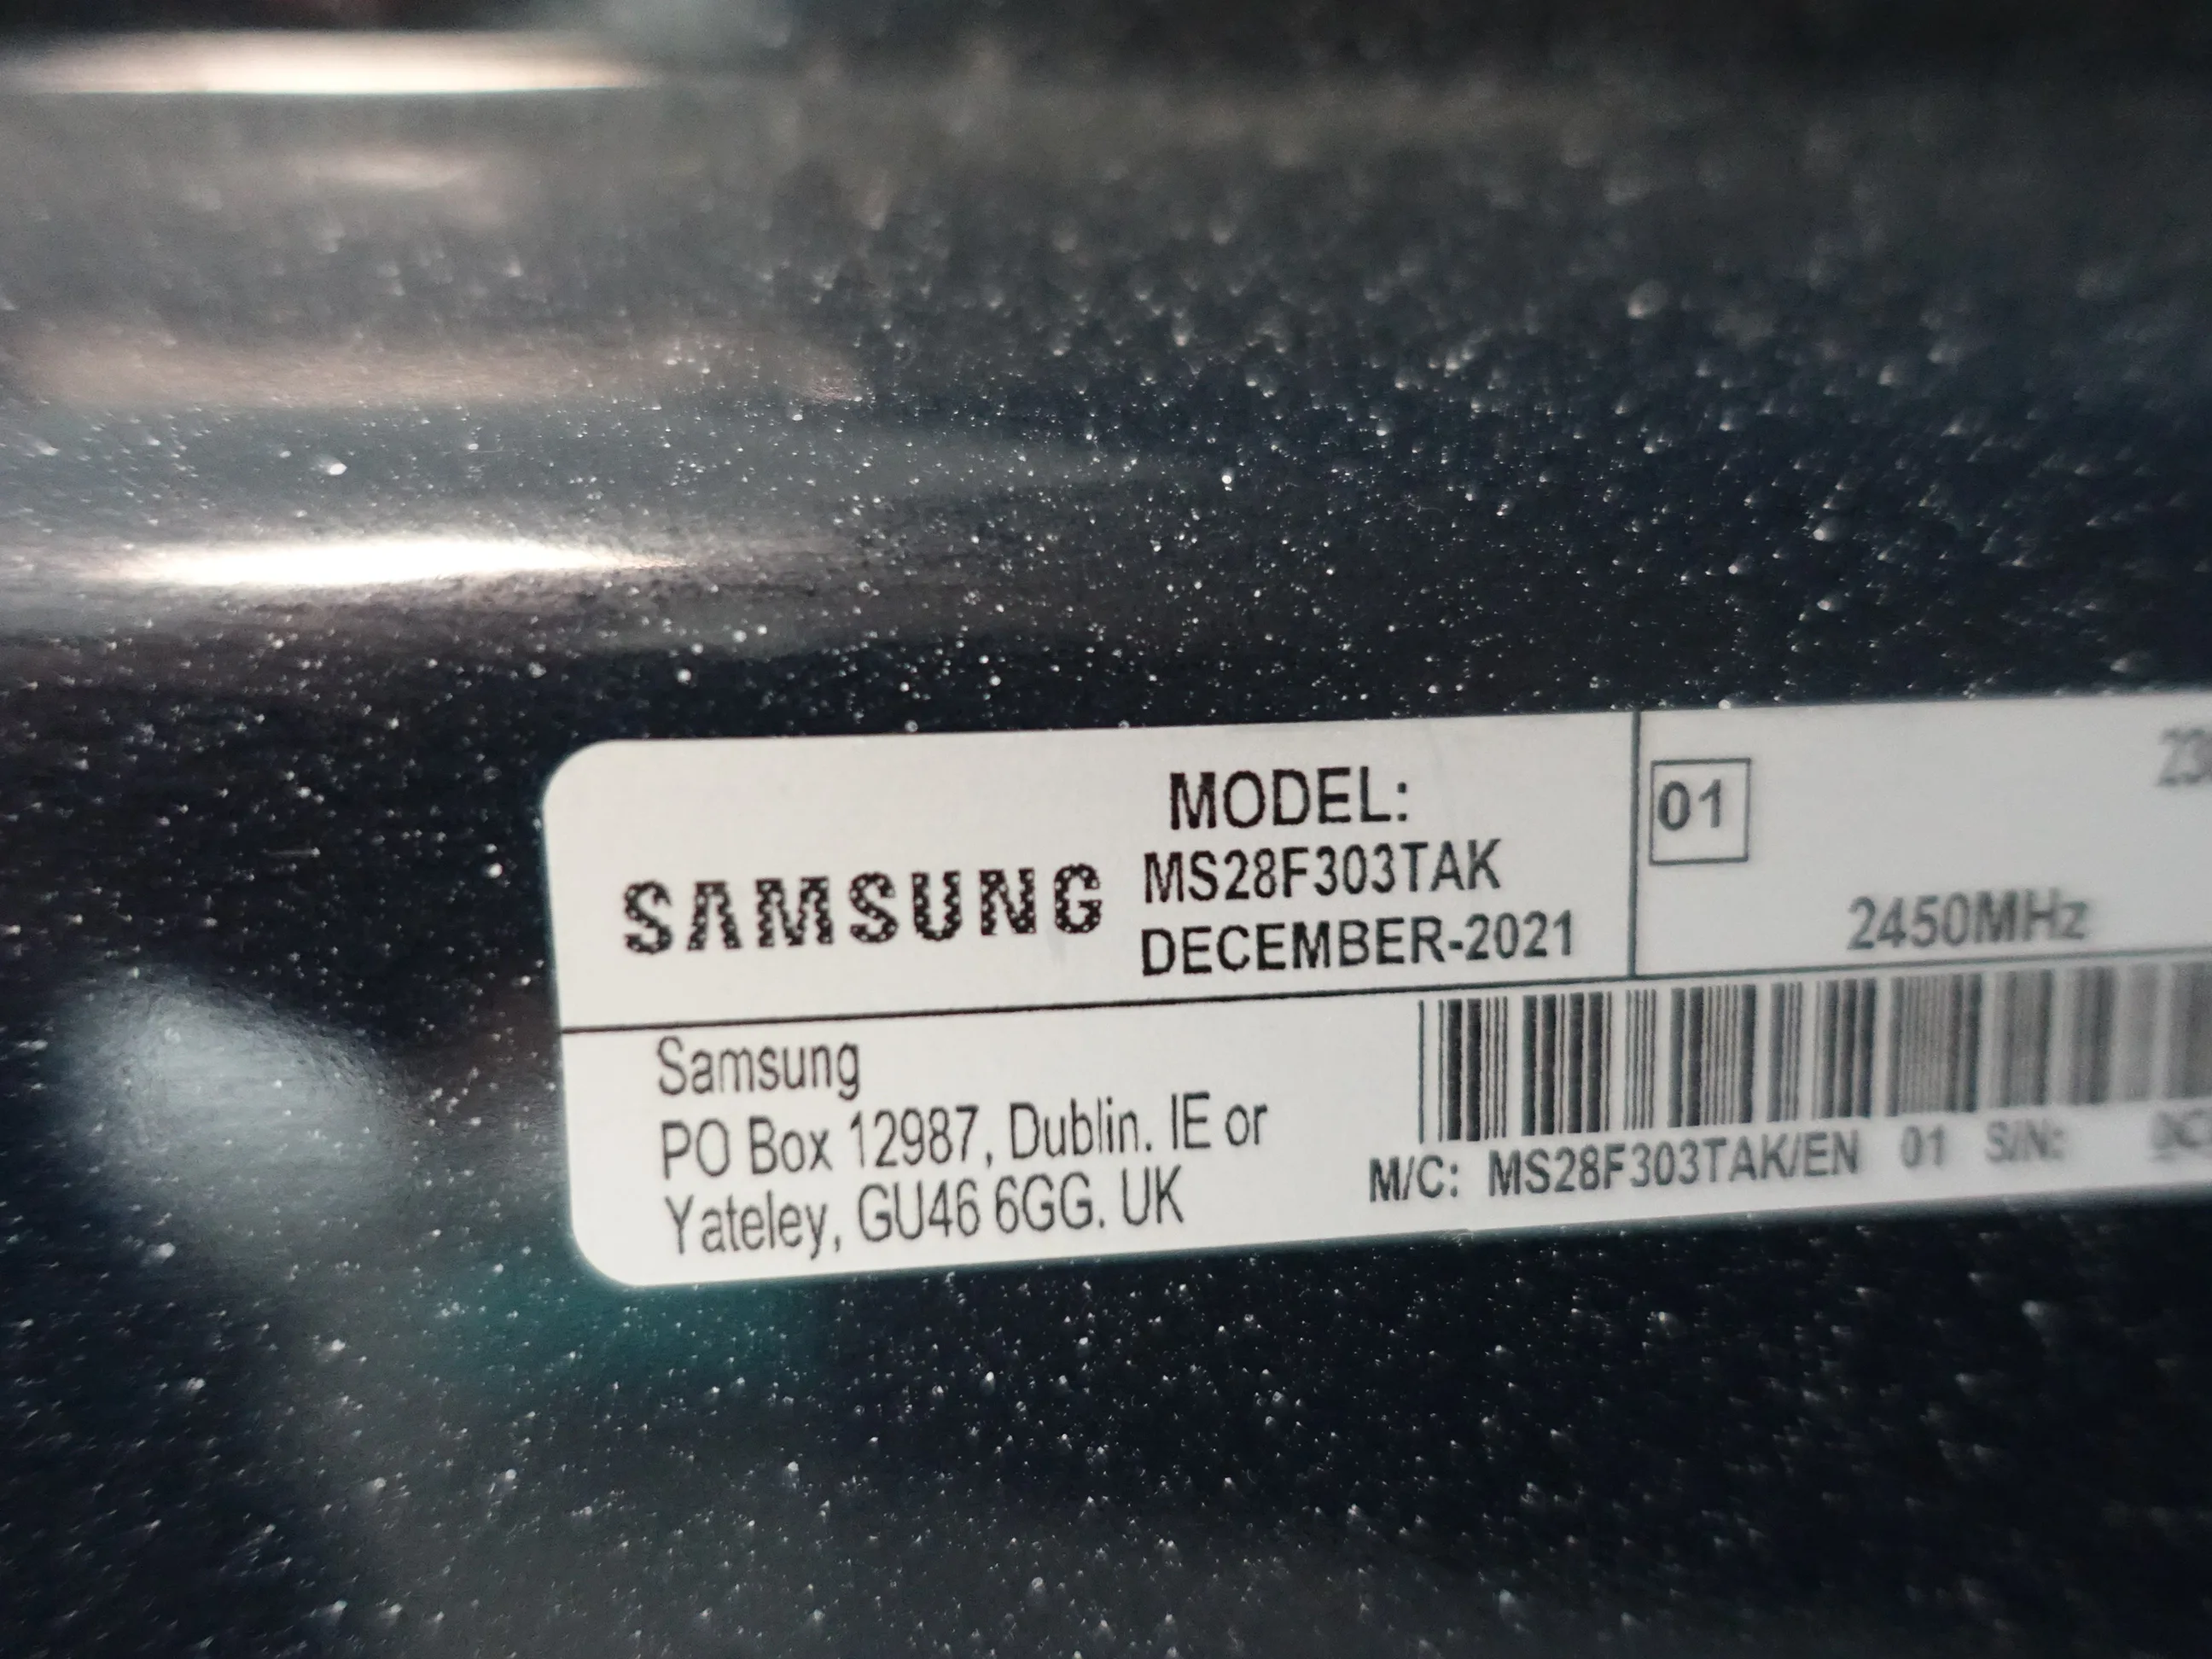 SAMSUNG
MODEL:
MS28F303TAK
DECEMBER-2021
01
2450MHz
Samsung
PO Box 12987, Dublin. IE or
Yateley, GU46 6GG. UK
M/C: MS28F303TAK/EN 01 S/N: